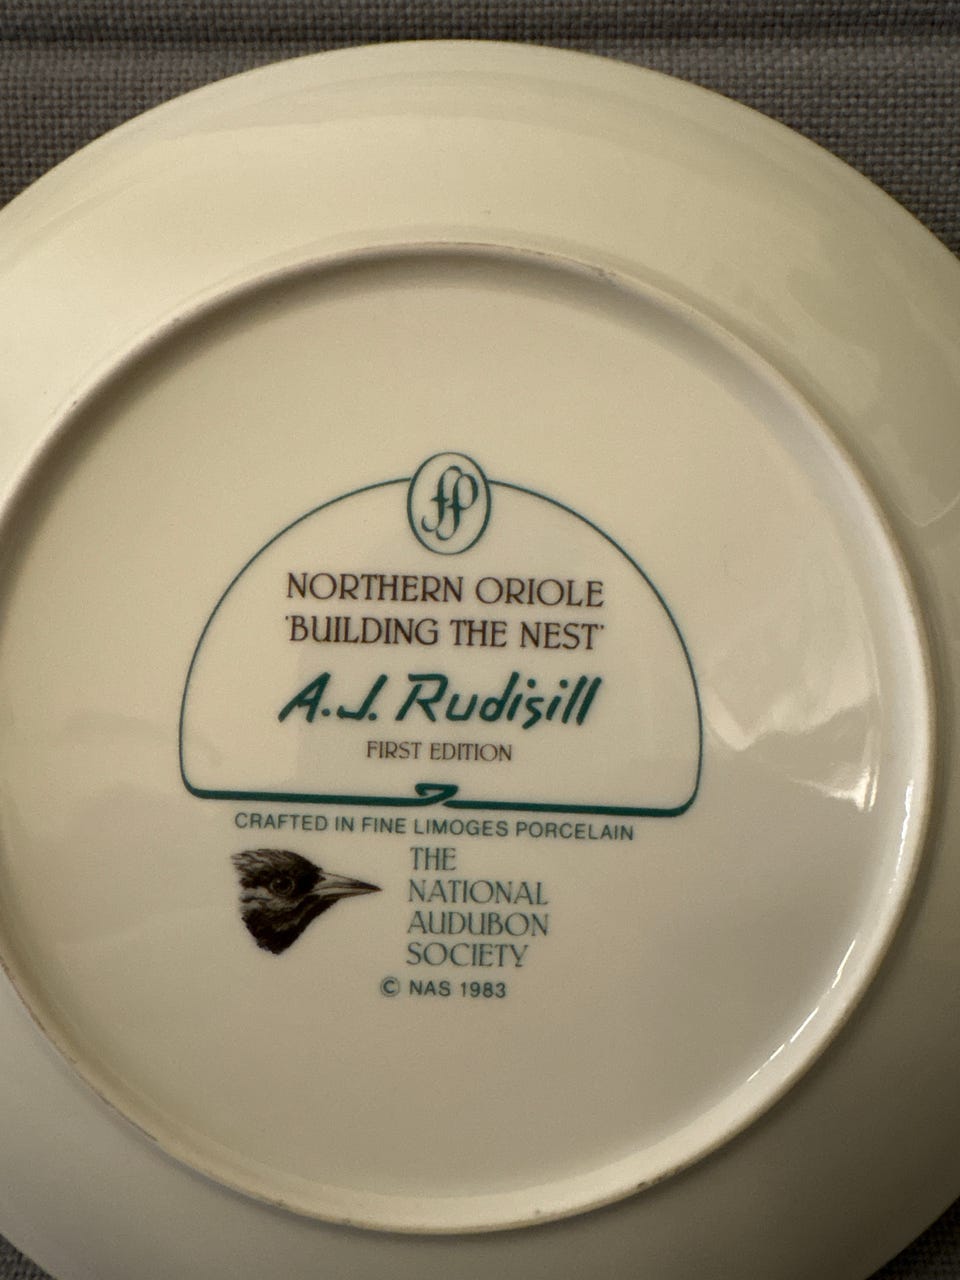 fp
NORTHERN ORIOLE
'BUILDING THE NEST'
A.J. Rudisill
FIRST EDITION
CRAFTED IN FINE LIMOGES PORCELAIN
THE
NATIONAL
AUDUBON
SOCIETY
© NAS 1983